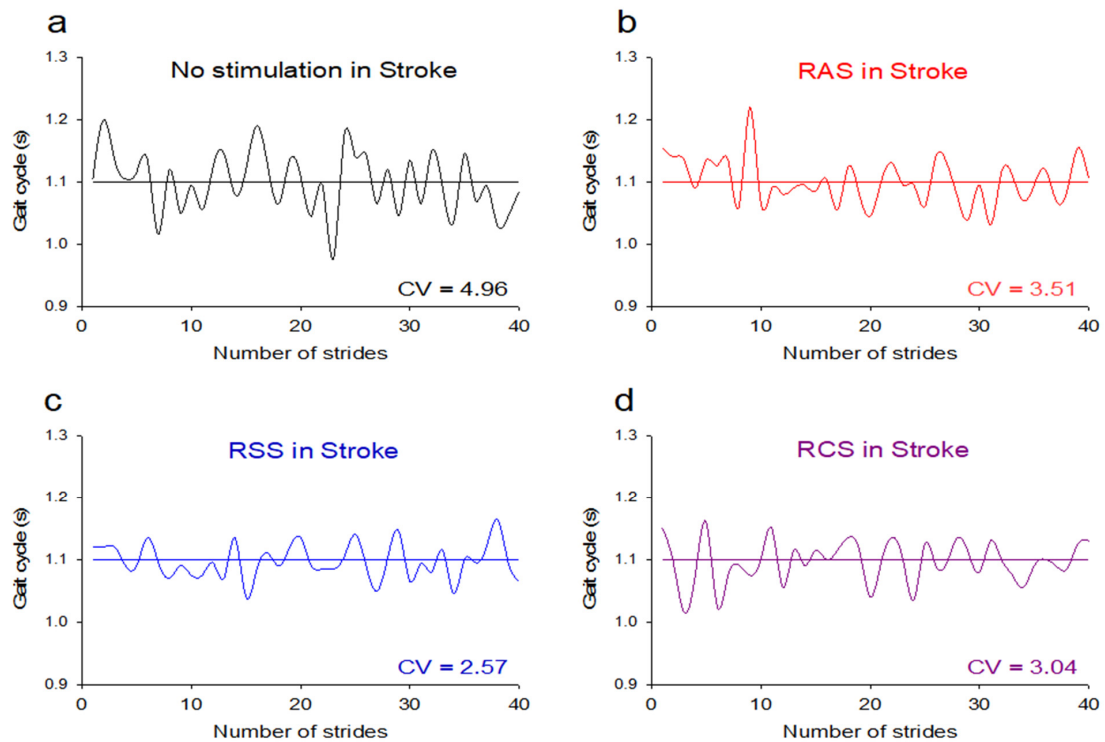 a
No stimulation in Stroke
1.3
1.2
1.1
1.0
0.9
Gait cycle (s)
CV = 4.96
0 10 20 30 40
Number of strides
b
RAS in Stroke
1.3
1.2
1.1
1.0
0.9
Gait cycle (s)
CV = 3.51
0 10 20 30 40
Number of strides
c
RSS in Stroke
1.3
1.2
1.1
1.0
0.9
Gait cycle (s)
CV = 2.57
0 10 20 30 40
Number of strides
d
RCS in Stroke
1.3
1.2
1.1
1.0
0.9
Gait cycle (s)
CV = 3.04
0 10 20 30 40
Number of strides